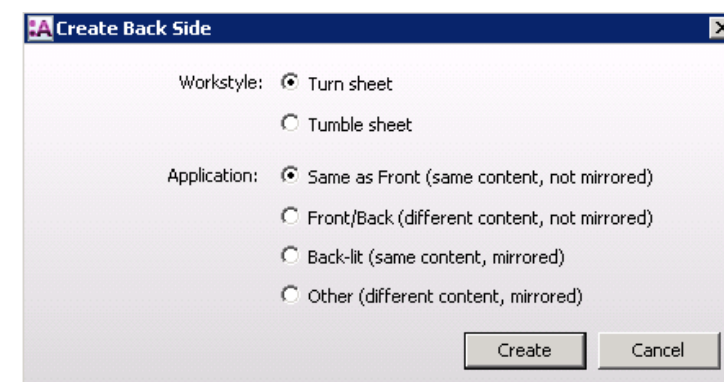 :A Create Back Side
Workstyle: Turn sheet
Tumble sheet
Application: Same as Front (same content, not mirrored)
Front/Back (different content, not mirrored)
Back-lit (same content, mirrored)
Other (different content, mirrored)
Create Cancel